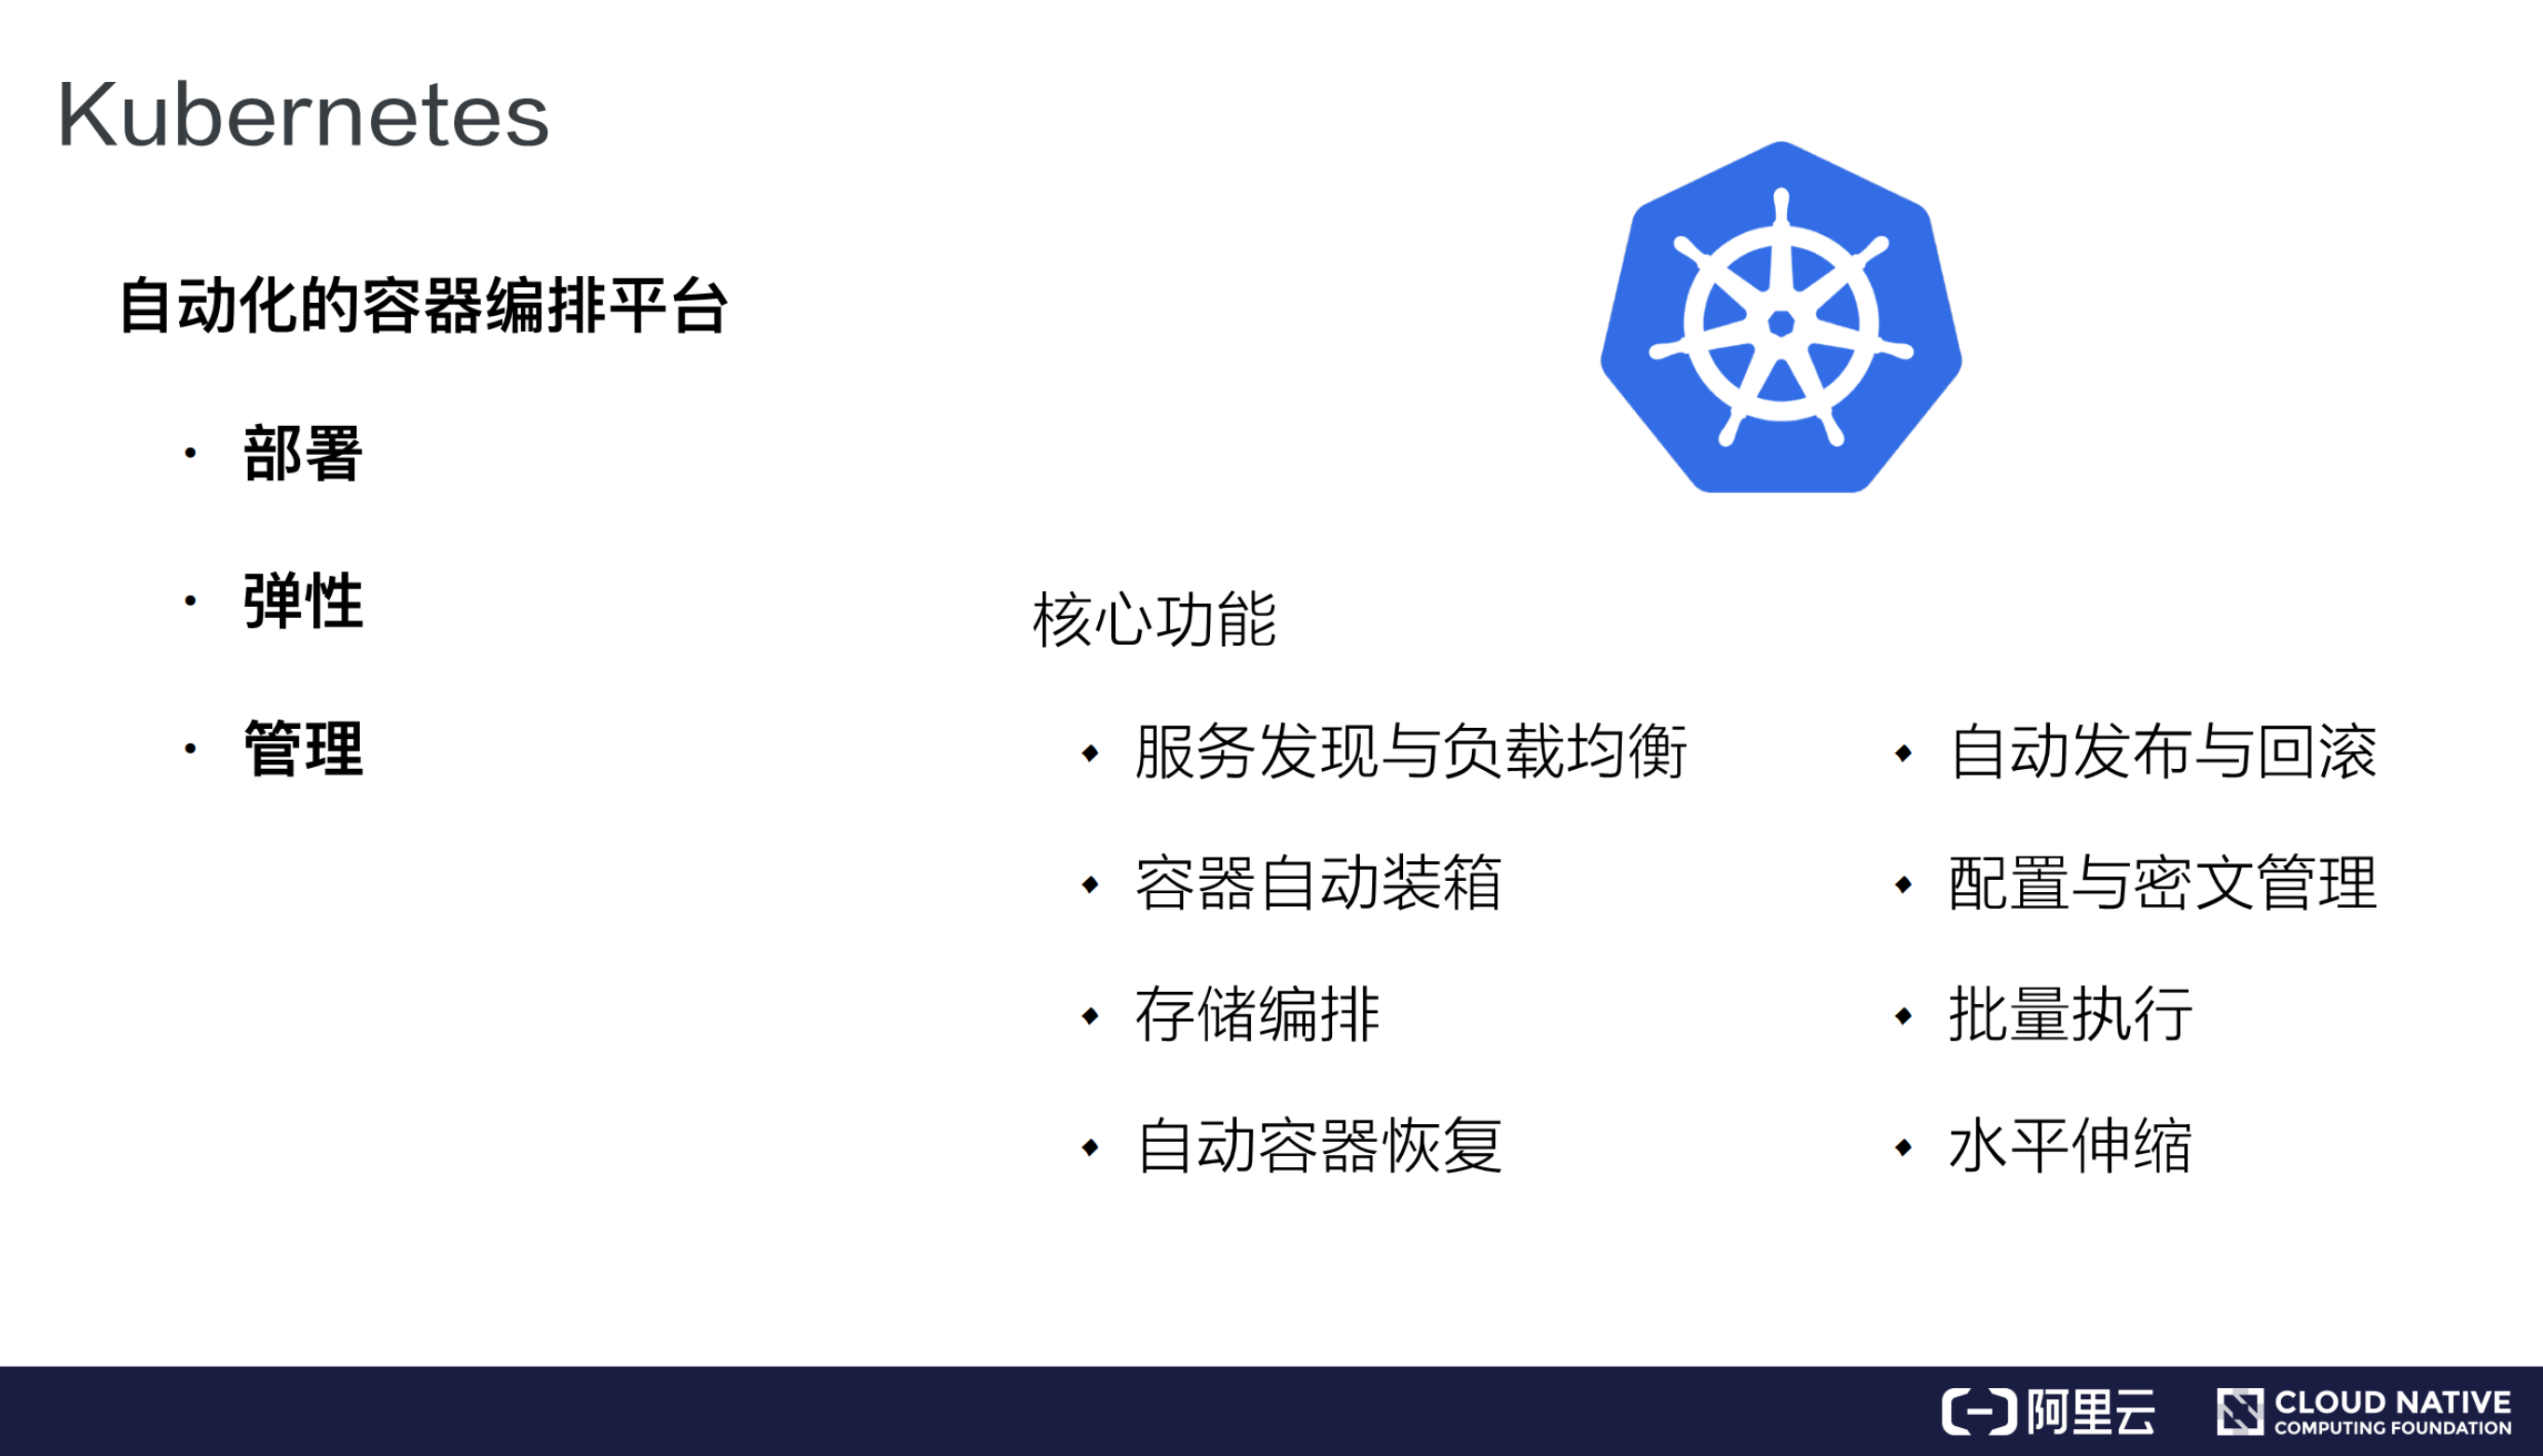 Kubernetes
自动化的容器编排平台
• 部署
• 弹性
• 管理
核心功能
◆ 服务发现与负载均衡
◆ 容器自动装箱
◆ 存储编排
◆ 自动容器恢复
◆ 自动发布与回滚
◆ 配置与密文管理
◆ 批量执行
◆ 水平伸缩
阿里云
CLOUD NATIVE
COMPUTING FOUNDATION